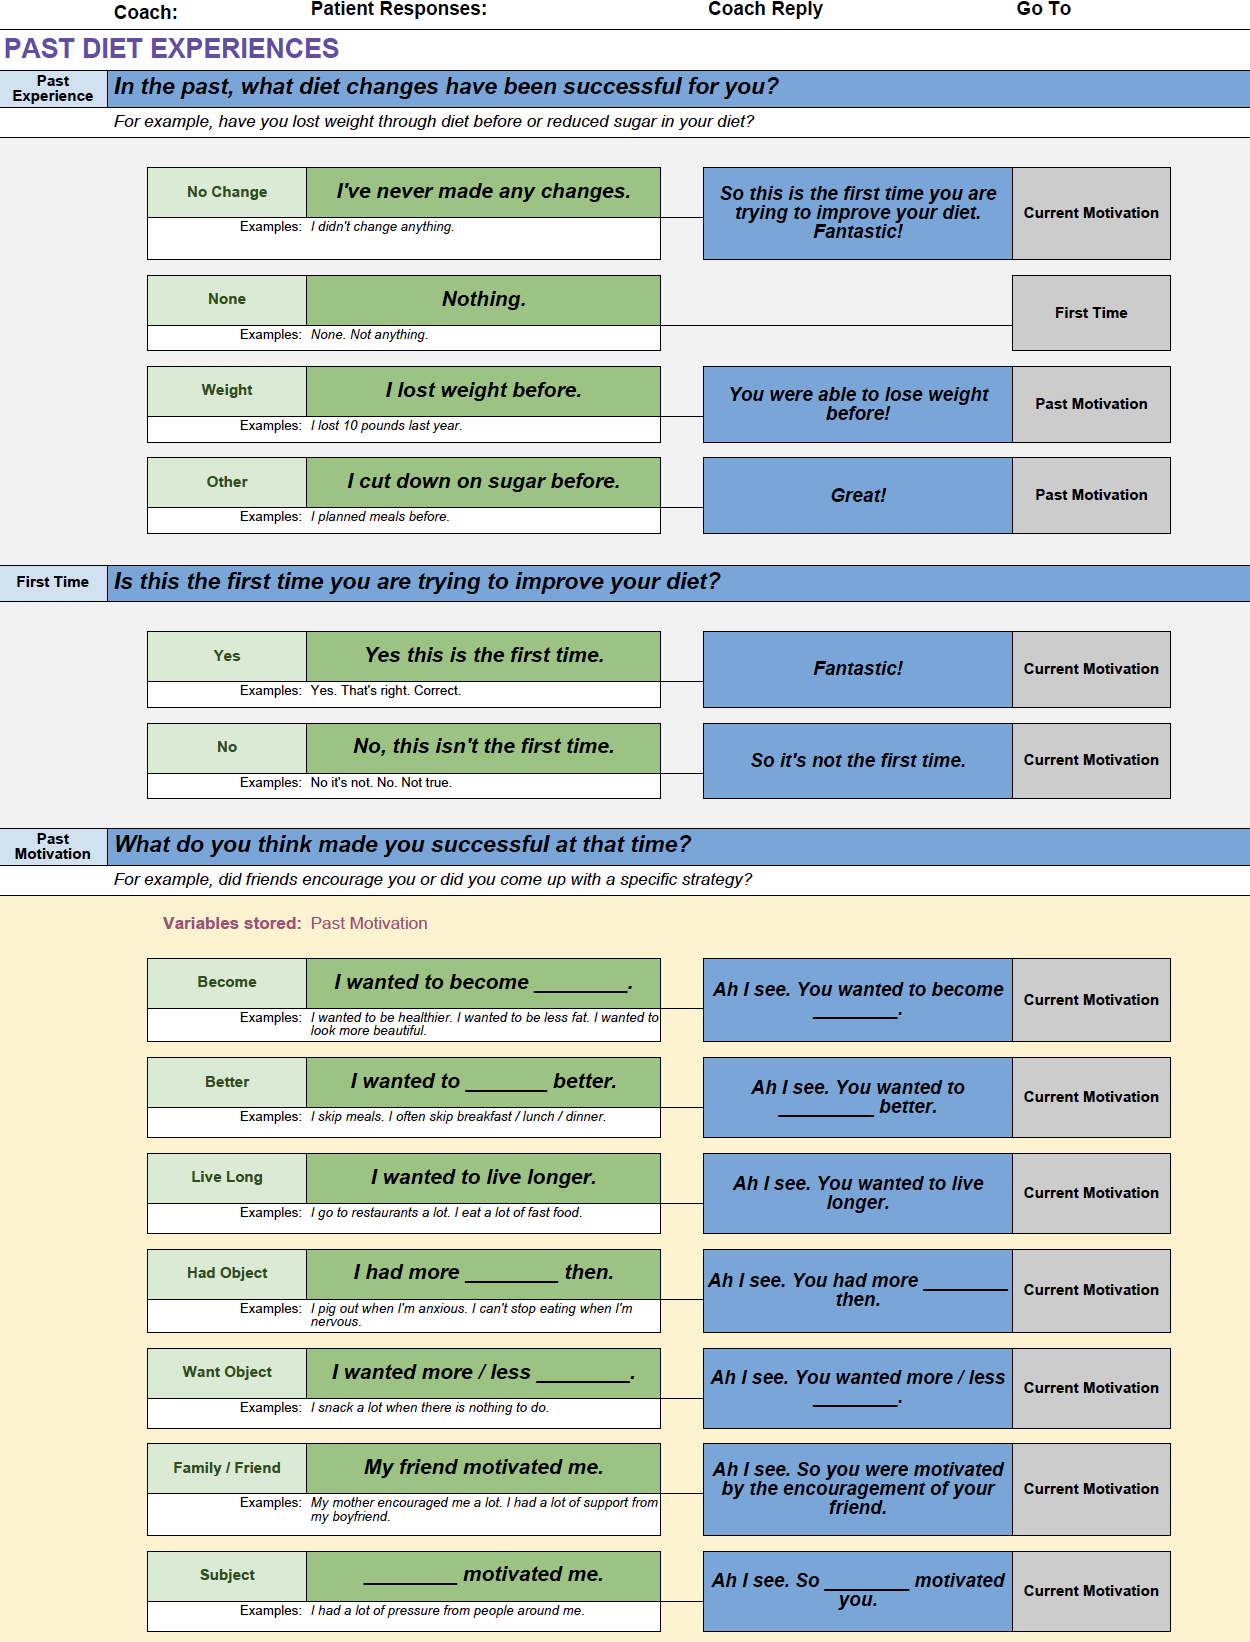 Coach: Patient Responses: Coach Reply Go To
PAST DIET EXPERIENCES
Past
Experience
In the past, what diet changes have been successful for you?
For example, have you lost weight through diet before or reduced sugar in your diet?
No Change
I've never made any changes.
Examples: I didn't change anything.
So this is the first time you are
trying to improve your diet.
Fantastic!
Current Motivation
None
Nothing.
Examples: None. Not anything.
First Time
Weight
I lost weight before.
Examples: I lost 10 pounds last year.
You were able to lose weight
before!
Past Motivation
Other
I cut down on sugar before.
Examples: I planned meals before.
Great!
Past Motivation
First Time
Is this the first time you are trying to improve your diet?
Yes
Yes this is the first time.
Examples: Yes. That's right. Correct.
Fantastic!
Current Motivation
No
No, this isn't the first time.
Examples: No it's not. No. Not true.
So it's not the first time.
Current Motivation
Past
Motivation
What do you think made you successful at that time?
For example, did friends encourage you or did you come up with a specific strategy?
Variables stored: Past Motivation
Become
I wanted to become ________.
Examples: I wanted to be healthier. I wanted to be less fat. I wanted to
look more beautiful.
Ah I see. You wanted to become
________.
Current Motivation
Better
I wanted to _______ better.
Examples: I skip meals. I often skip breakfast / lunch / dinner.
Ah I see. You wanted to
_________ better.
Current Motivation
Live Long
I wanted to live longer.
Examples: I go to restaurants a lot. I eat a lot of fast food.
Ah I see. You wanted to live
longer.
Current Motivation
Had Object
I had more ________ then.
Examples: I pig out when I'm anxious. I can't stop eating when I'm
nervous.
Ah I see. You had more ________
then.
Current Motivation
Want Object
I wanted more / less ________.
Examples: I snack a lot when there is nothing to do.
Ah I see. You wanted more / less
________.
Current Motivation
Family / Friend
My friend motivated me.
Examples: My mother encouraged me a lot. I had a lot of support from
my boyfriend.
Ah I see. So you were motivated
by the encouragement of your
friend.
Current Motivation
Subject
________ motivated me.
Examples: I had a lot of pressure from people around me.
Ah I see. So ________ motivated
you.
Current Motivation